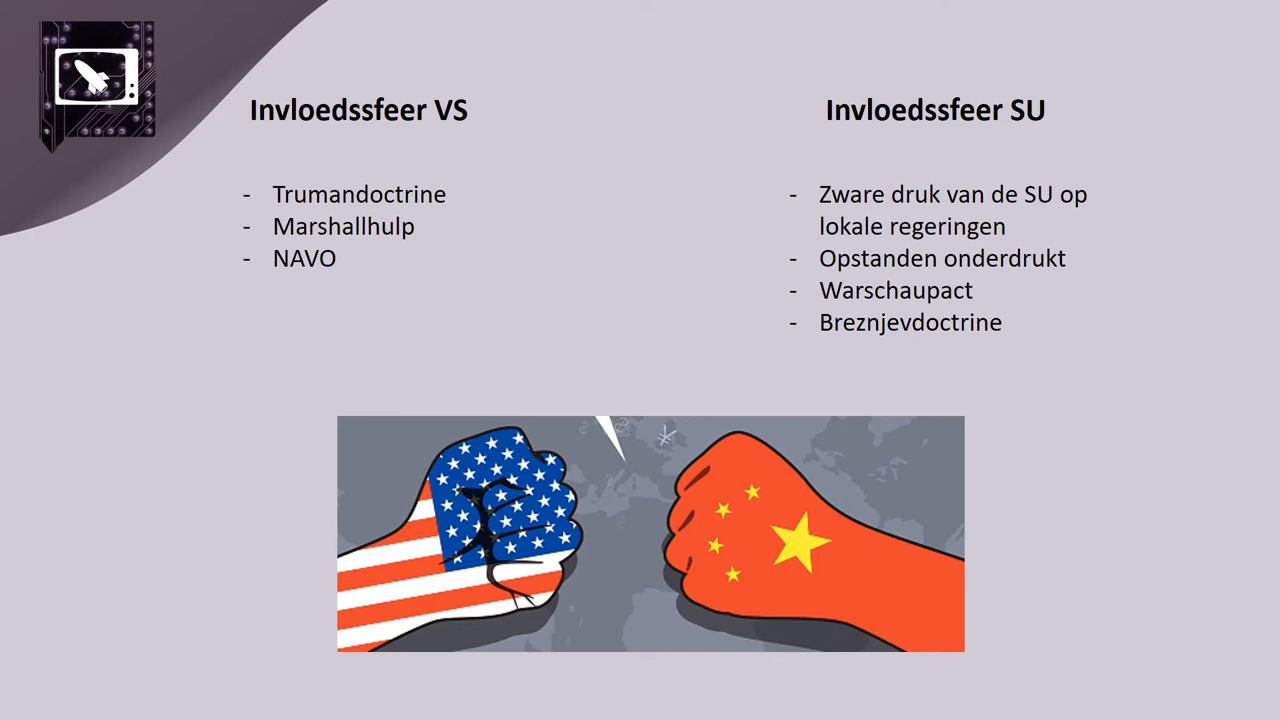 Invloedssfeer VS
- Trumandoctrine
- Marshallhulp
- NAVO
Invloedssfeer SU
- Zware druk van de SU op
lokale regeringen
- Opstanden onderdrukt
- Warschaupact
- Breznjevdoctrine